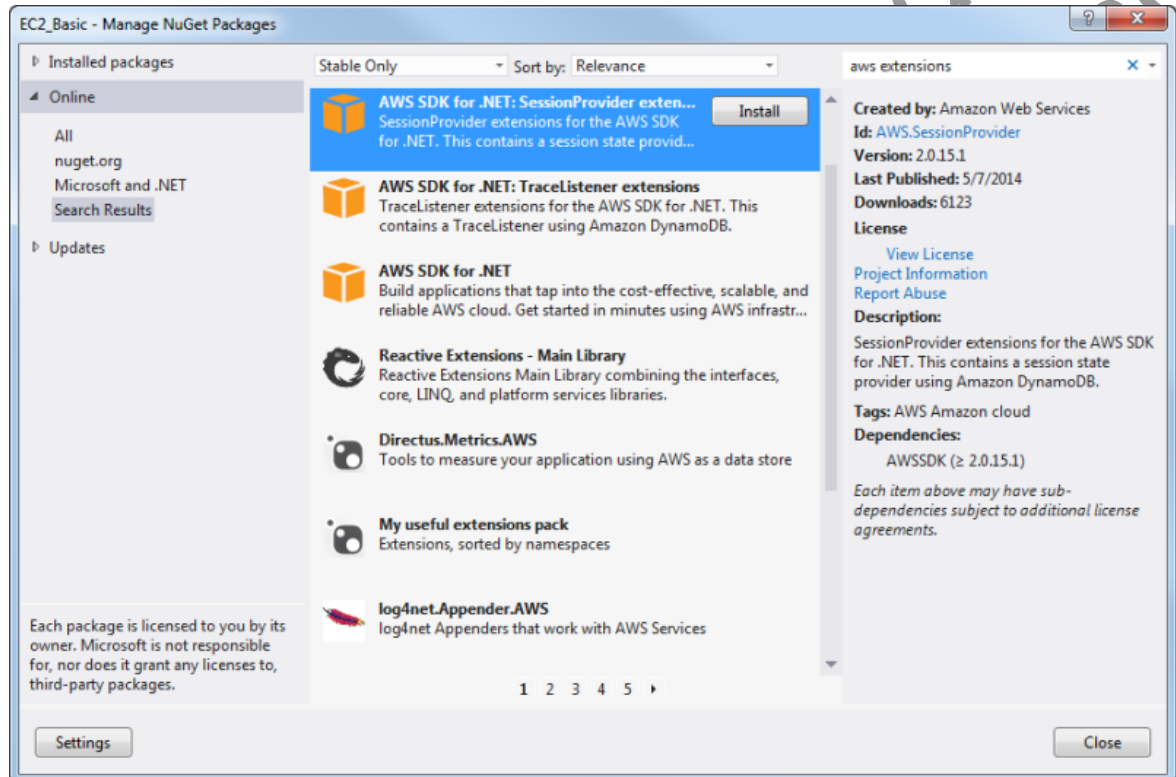 EC2_Basic - Manage NuGet Packages
Installed packages
Online
All
nuget.org
Microsoft and .NET
Search Results
Updates
Each package is licensed to you by its
owner. Microsoft is not responsible
for, nor does it grant any licenses to,
third-party packages.
Settings
Stable Only
Sort by: Relevance
AWS SDK for .NET: SessionProvider exten...
SessionProvider extensions for the AWS SDK
for .NET. This contains a session state provid...
Install
AWS SDK for .NET: TraceListener extensions
TraceListener extensions for the AWS SDK for .NET. This
contains a TraceListener using Amazon DynamoDB.
AWS SDK for .NET
Build applications that tap into the cost-effective, scalable, and
reliable AWS cloud. Get started in minutes using AWS infrastr...
Reactive Extensions - Main Library
Reactive Extensions Main Library combining the interfaces,
core, LINQ, and platform services libraries.
Directus.Metrics.AWS
Tools to measure your application using AWS as a data store
My useful extensions pack
Extensions, sorted by namespaces
log4net.Appender.AWS
log4net Appenders that work with AWS Services
1 2 3 4 5
aws extensions
Created by: Amazon Web Services
Id: AWS.SessionProvider
Version: 2.0.15.1
Last Published: 5/7/2014
Downloads: 6123
License
View License
Project Information
Report Abuse
Description:
SessionProvider extensions for the AWS SDK
for .NET. This contains a session state
provider using Amazon DynamoDB.
Tags: AWS Amazon cloud
Dependencies:
AWSSDK (≥ 2.0.15.1)
Each item above may have sub-
dependencies subject to additional license
agreements.
Close